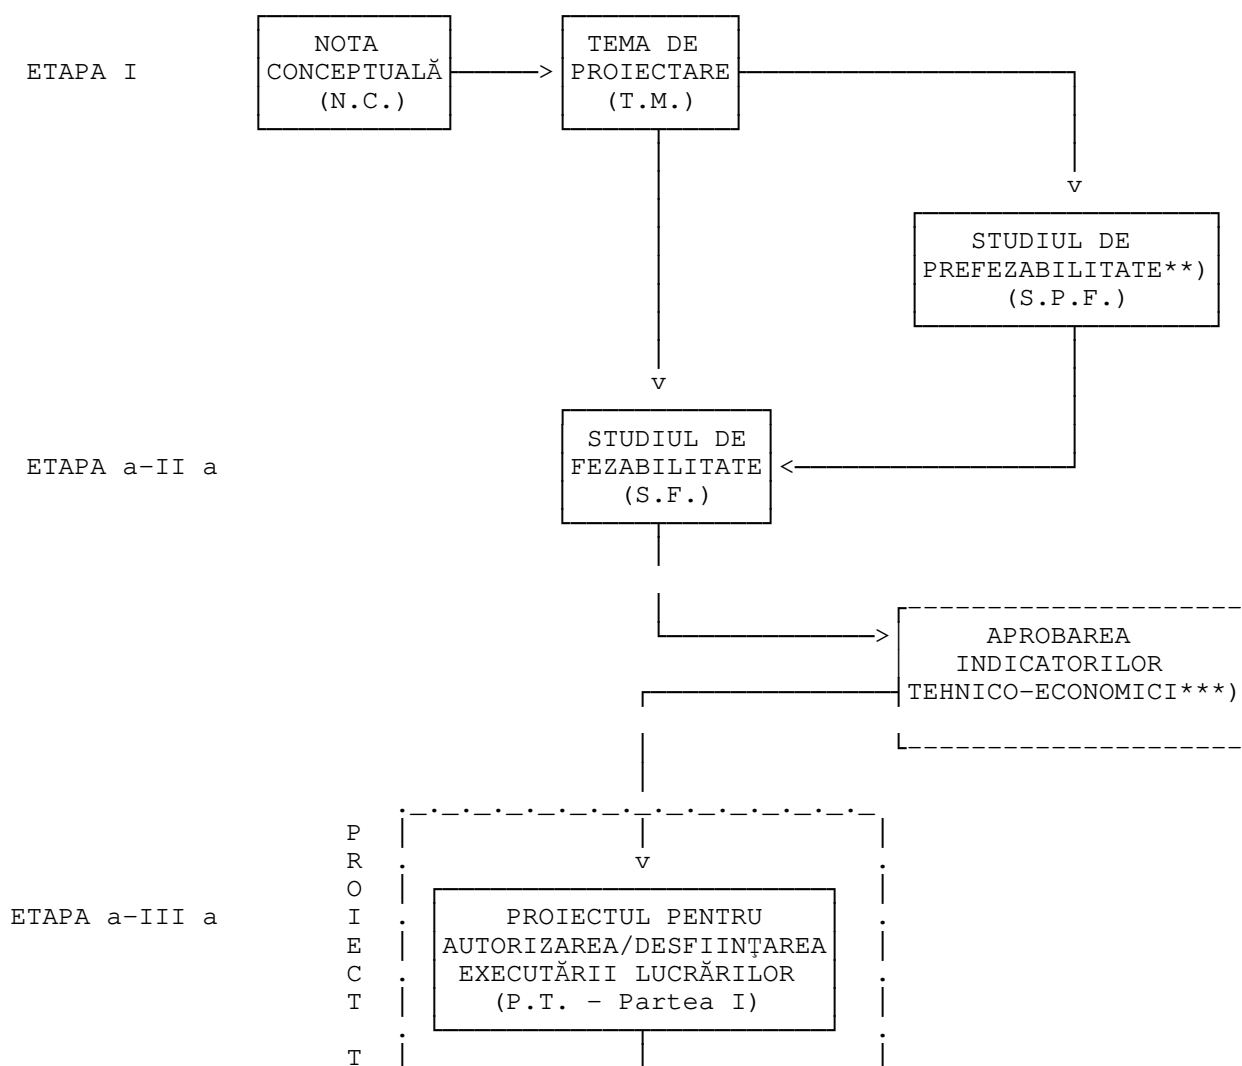 NOTA
CONCEPTUALĂ
(N.C.)
TEMA DE
PROIECTARE
(T.M.)
ETAPA I
STUDIUL DE
PREFEZABILITATE**)
(S.P.F.)
STUDIUL DE
FEZABILITATE
(S.F.)
ETAPA a-II a
APROBAREA
INDICATORILOR
TEHNICO-ECONOMICI***)
P
R
O
I
E
C
T
T
ETAPA a-III a
PROIECTUL PENTRU
AUTORIZAREA/DESFIINŢAREA
EXECUTĂRII LUCRĂRILOR
(P.T. - Partea I)